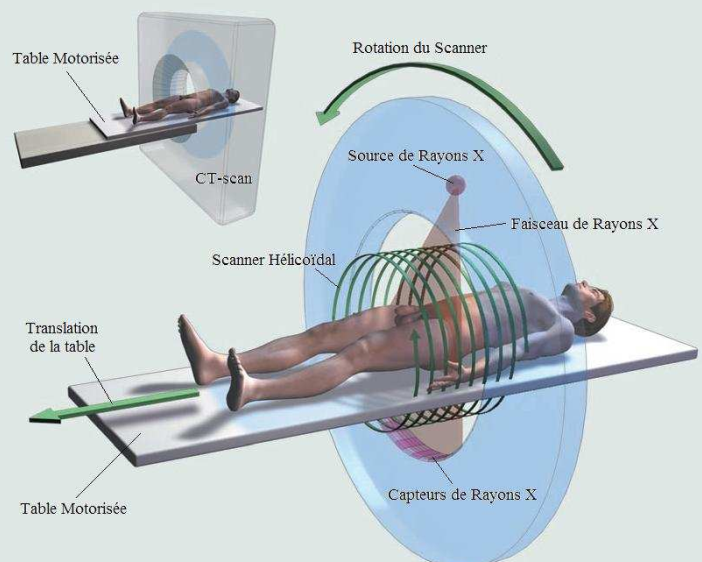 Rotation du Scanner
Table Motorisée
Source de Rayons X
CT-scan
Faisceau de Rayons X
Scanner Hélicoïdal
Translation
de la table
Capteurs de Rayons X
Table Motorisée